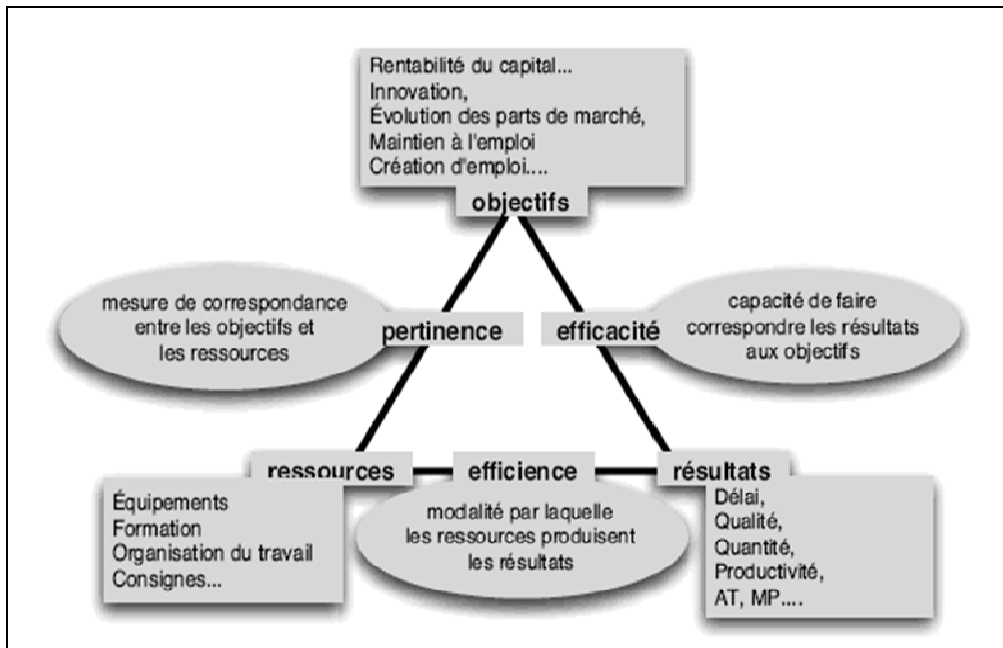 Rentabilité du capital...
Innovation,
Évolution des parts de marché,
Maintien à l'emploi
Création d'emploi....
objectifs
mesure de correspondance
entre les objectifs et
les ressources
pertinence
efficacité
capacité de faire
correspondre les résultats
aux objectifs
ressources
efficience
résultats
Équipements
Formation
Organisation du travail
Consignes...
modalité par laquelle
les ressources produisent
les résultats
Délai,
Qualité,
Quantité,
Productivité,
AT, MP....